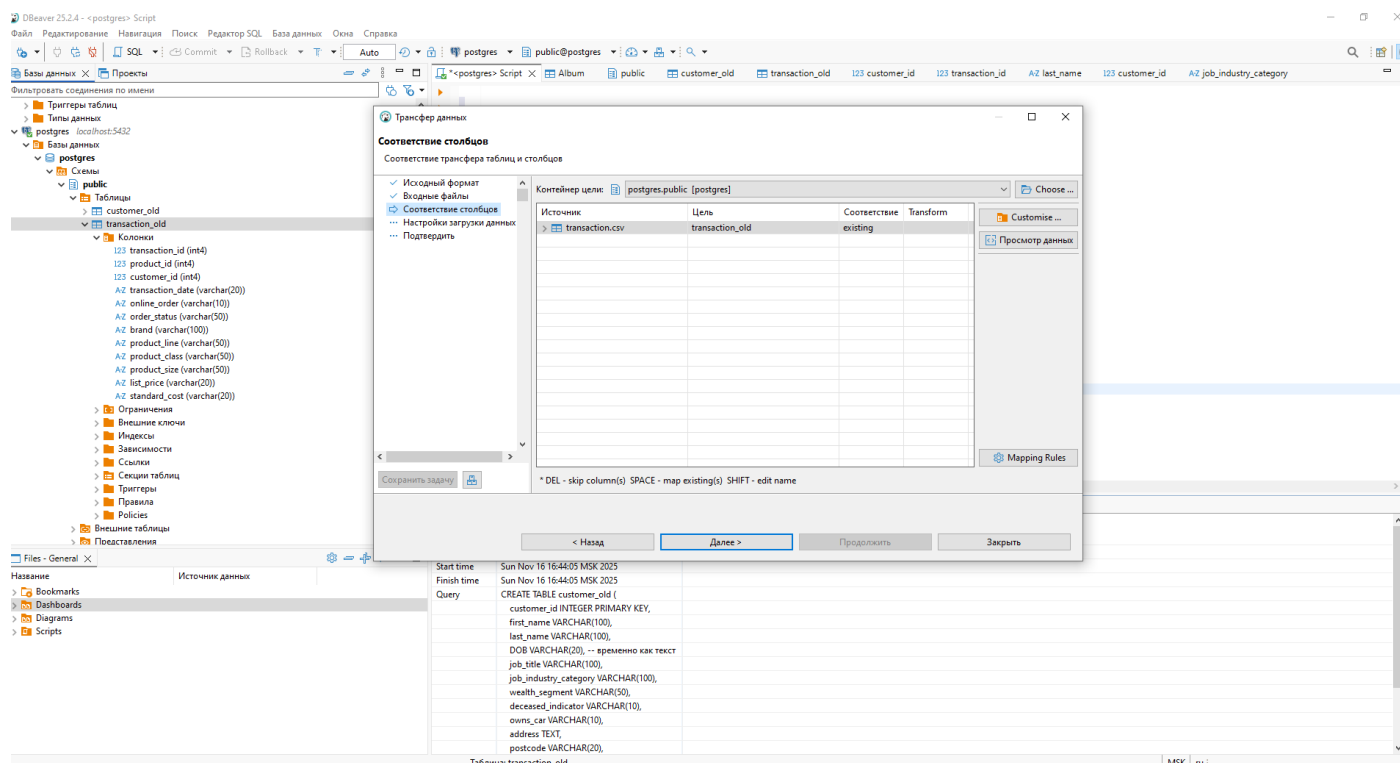 DBeaver 25.2.4 - <postgres> Script
Файл Редактирование Навигация Поиск Редактор SQL База данных Окна Справка
SQL Commit Rollback T Auto postgres public@postgres
Базы данных Проекты
*<postgres> Script Album public customer_old transaction_old 123 customer_id 123 transaction_id A-Z last_name 123 customer_id A-Z job_industry_category
Фильтровать соединения по имени
Триггеры таблиц
Типы данных
postgres localhost:5432
Базы данных
postgres
Схемы
public
Таблицы
customer_old
transaction_old
Колонки
123 transaction_id (int4)
123 product_id (int4)
123 customer_id (int4)
A-Z transaction_date (varchar(20))
A-Z online_order (varchar(10))
A-Z order_status (varchar(50))
A-Z brand (varchar(100))
A-Z product_line (varchar(50))
A-Z product_class (varchar(50))
A-Z product_size (varchar(50))
A-Z list_price (varchar(20))
A-Z standard_cost (varchar(20))
Ограничения
Внешние ключи
Индексы
Зависимости
Ссылки
Секции таблиц
Триггеры
Правила
Policies
Внешние таблицы
Представления
Трансфер данных
Соответствие столбцов
Соответствие трансфера таблиц и столбцов
Исходный формат
Входные файлы
Соответствие столбцов
Настройки загрузки данных
Подтвердить
Сохранить задачу
Контейнер цели: postgres.public [postgres] Choose ...
Источник Цель Соответствие Transform
transaction.csv transaction_old existing
Customise ...
Просмотр данных
Mapping Rules
* DEL - skip column(s) SPACE - map existing(s) SHIFT - edit name
< Назад Далее > Продолжить Закрыть
Files - General
Название Источник данных
Bookmarks
Dashboards
Diagrams
Scripts
Start time Sun Nov 16 16:44:05 MSK 2025
Finish time Sun Nov 16 16:44:05 MSK 2025
Query CREATE TABLE customer_old (
customer_id INTEGER PRIMARY KEY,
first_name VARCHAR(100),
last_name VARCHAR(100),
DOB VARCHAR(20), -- временно как текст
job_title VARCHAR(100),
job_industry_category VARCHAR(100),
wealth_segment VARCHAR(50),
deceased_indicator VARCHAR(10),
owns_car VARCHAR(10),
address TEXT,
postcode VARCHAR(20),
Таблица: transaction_old MSK ru